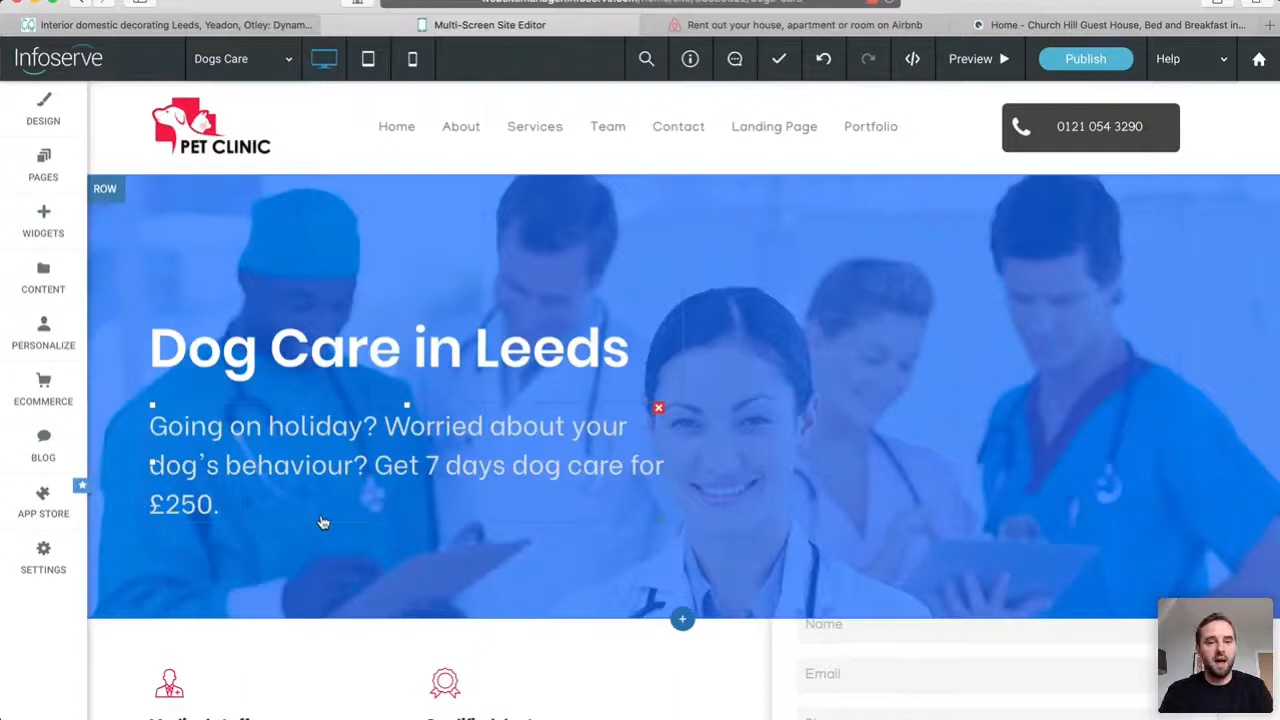 Interior domestic decorating Leeds, Yeadon, Otley: Dynam...
Multi-Screen Site Editor
Rent out your house, apartment or room on Airbnb
Home - Church Hill Guest House, Bed and Breakfast in...
Infoserve
Dogs Care
Preview
Publish
Help
DESIGN
PAGES
WIDGETS
CONTENT
PERSONALIZE
ECOMMERCE
BLOG
APP STORE
SETTINGS
PET CLINIC
Home
About
Services
Team
Contact
Landing Page
Portfolio
0121 054 3290
ROW
Dog Care in Leeds
Going on holiday? Worried about your
dog's behaviour? Get 7 days dog care for
£250.
Name
Email